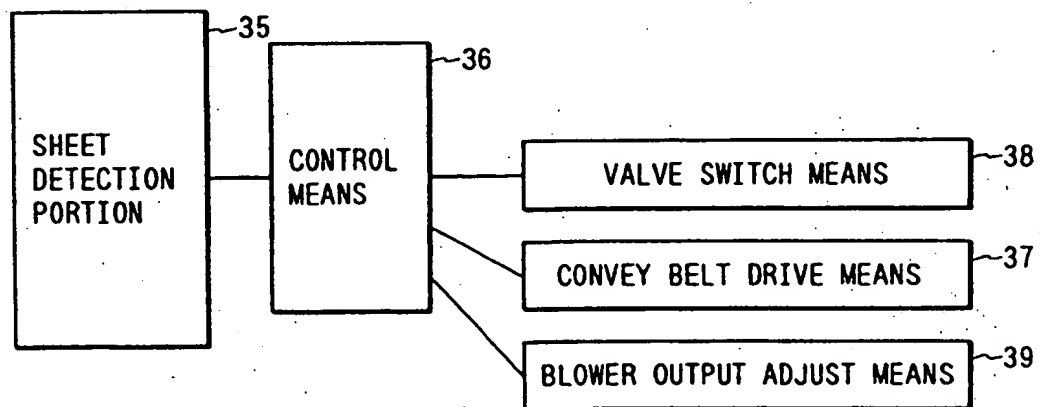 35
SHEET
DETECTION
PORTION
36
CONTROL
MEANS
VALVE SWITCH MEANS
38
CONVEY BELT DRIVE MEANS
37
BLOWER OUTPUT ADJUST MEANS
39